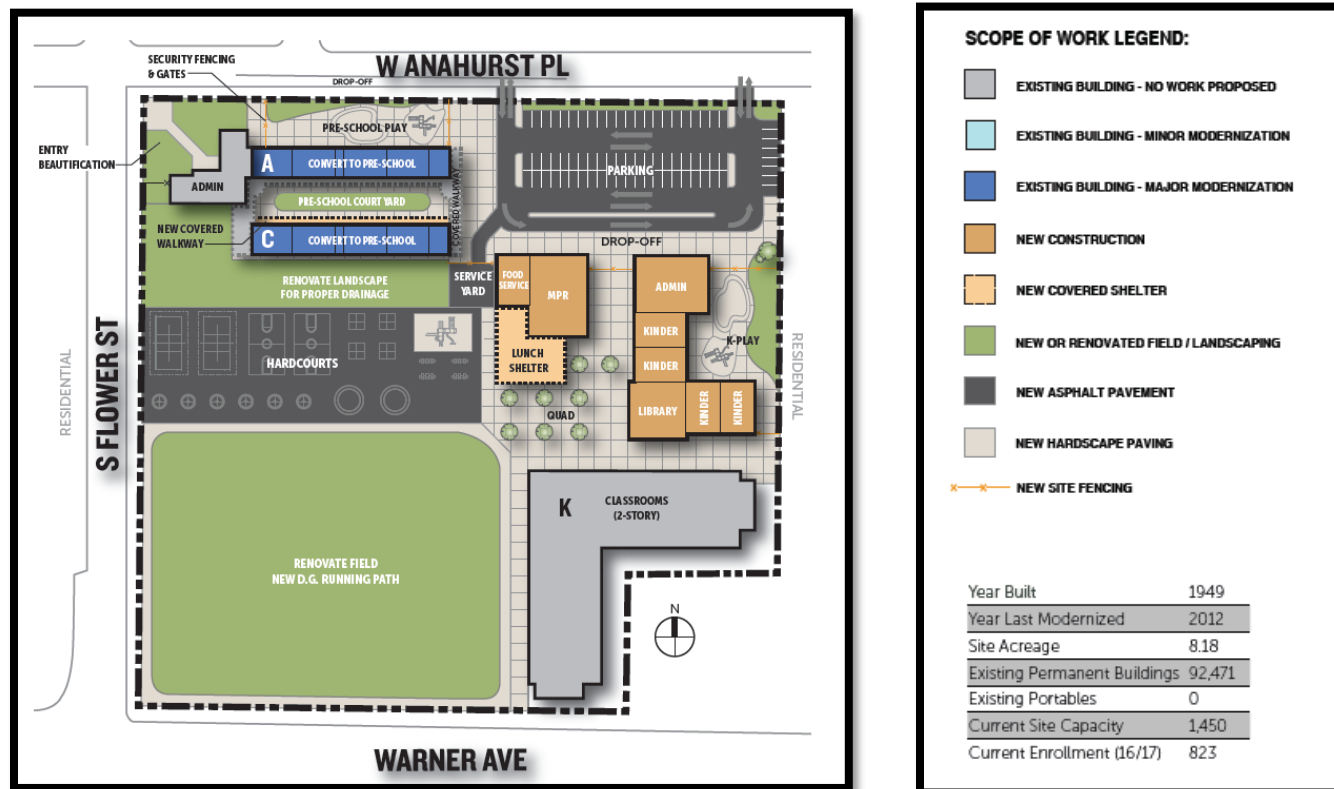 W ANAHURST PL
DROP-OFF
SECURITY FENCING
& GATES
PRE-SCHOOL PLAY
ENTRY
BEAUTIFICATION
A
CONVERT TO PRE-SCHOOL
ADMIN
PARKING
PRE-SCHOOL COURT YARD
COVERED WALKWAY
NEW COVERED
WALKWAY
C
CONVERT TO PRE-SCHOOL
DROP-OFF
RENOVATE LANDSCAPE
FOR PROPER DRAINAGE
SERVICE
YARD
FOOD
SERVICE
MPR
ADMIN
KINDER
KINDER
K-PLAY
LUNCH
SHELTER
HARDCOURTS
LIBRARY
KINDER
KINDER
QUAD
RESIDENTIAL
S FLOWER ST
RESIDENTIAL
K
CLASSROOMS
(2-STORY)
RENOVATE FIELD
NEW D.G. RUNNING PATH
N
WARNER AVE
SCOPE OF WORK LEGEND:
EXISTING BUILDING - NO WORK PROPOSED
EXISTING BUILDING - MINOR MODERNIZATION
EXISTING BUILDING - MAJOR MODERNIZATION
NEW CONSTRUCTION
NEW COVERED SHELTER
NEW OR RENOVATED FIELD / LANDSCAPING
NEW ASPHALT PAVEMENT
NEW HARDSCAPE PAVING
NEW SITE FENCING
Year Built 1949
Year Last Modernized 2012
Site Acreage 8.18
Existing Permanent Buildings 92,471
Existing Portables 0
Current Site Capacity 1,450
Current Enrollment (16/17) 823